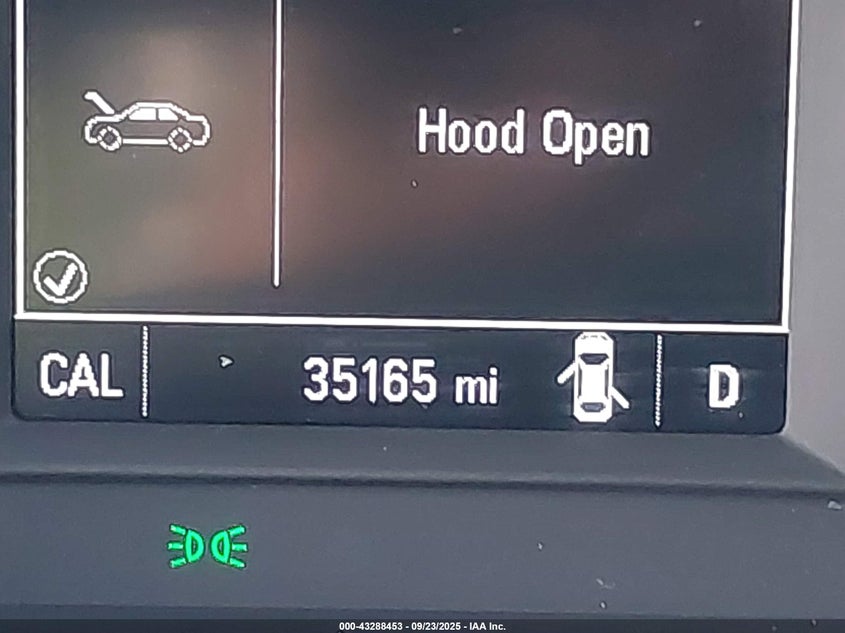 Hood Open
CAL
35165 mi
D
000-43288453 - 09/23/2025 - IAA Inc.